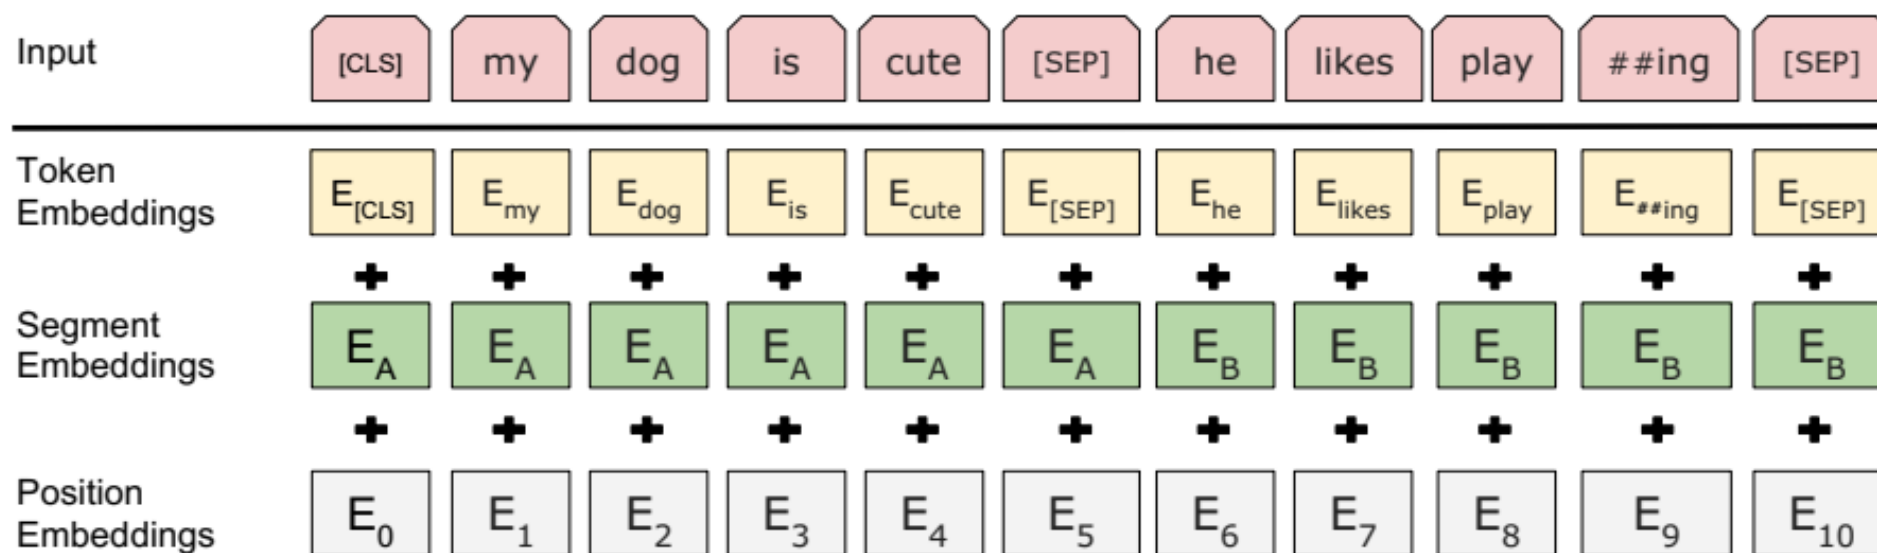 Input [CLS] my dog is cute [SEP] he likes play ##ing [SEP]
Token
Embeddings E[CLS] Emy Edog Eis Ecute E[SEP] Ehe Elikes Eplay E##ing E[SEP]
+ + + + + + + + + + +
Segment
Embeddings EA EA EA EA EA EA EB EB EB EB EB
+ + + + + + + + + + +
Position
Embeddings E0 E1 E2 E3 E4 E5 E6 E7 E8 E9 E10